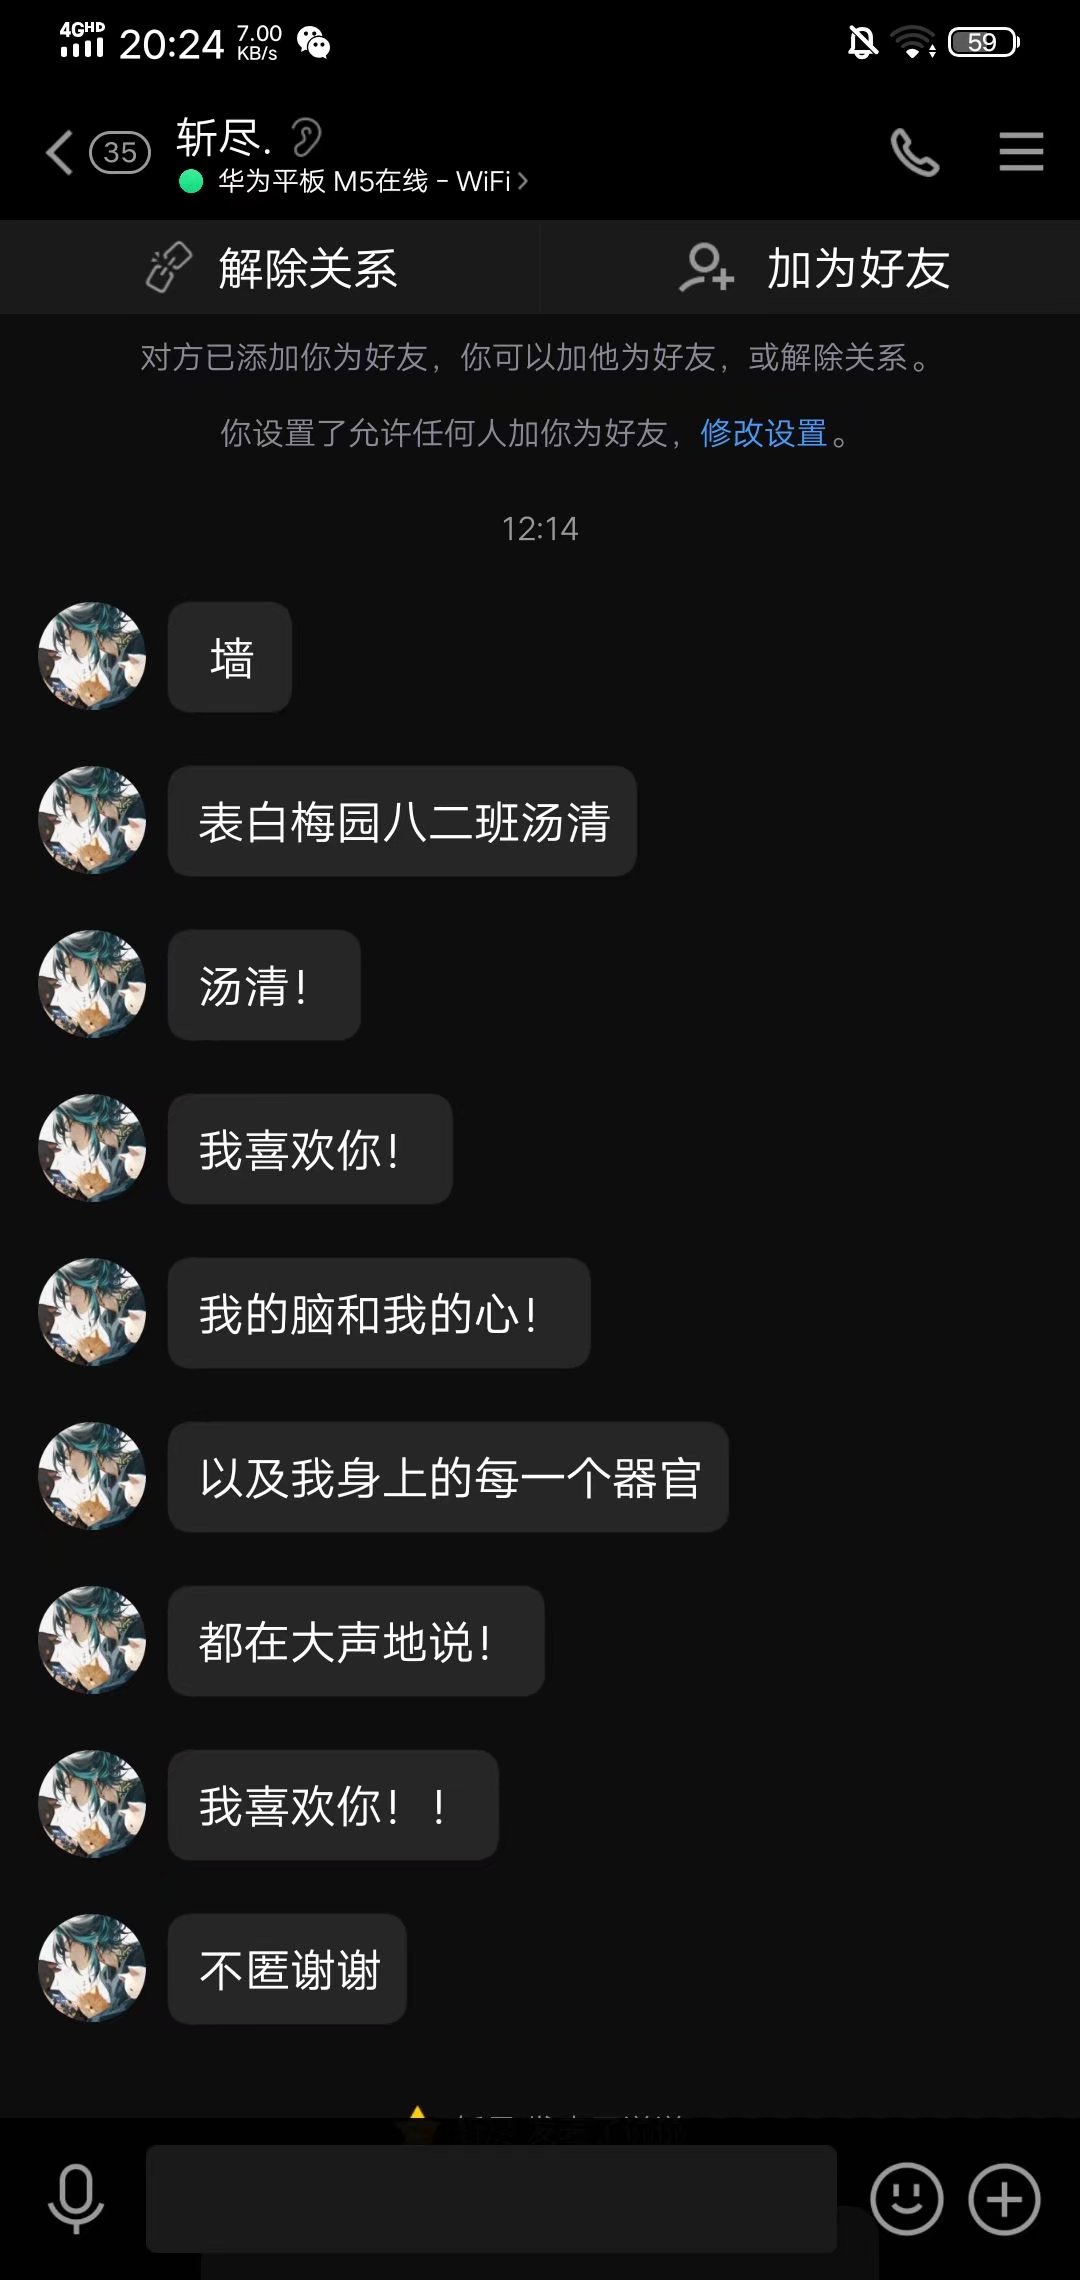 4GHD 20:24 7.00 KB/s 59
35 斩尽.
华为平板 M5在线 - WiFi
解除关系 加为好友
对方已添加你为好友，你可以加他为好友，或解除关系。
你设置了允许任何人加你为好友，修改设置。
12:14
墙
表白梅园八二班汤清
汤清！
我喜欢你！
我的脑和我的心！
以及我身上的每一个器官
都在大声地说！
我喜欢你！！
不匿谢谢